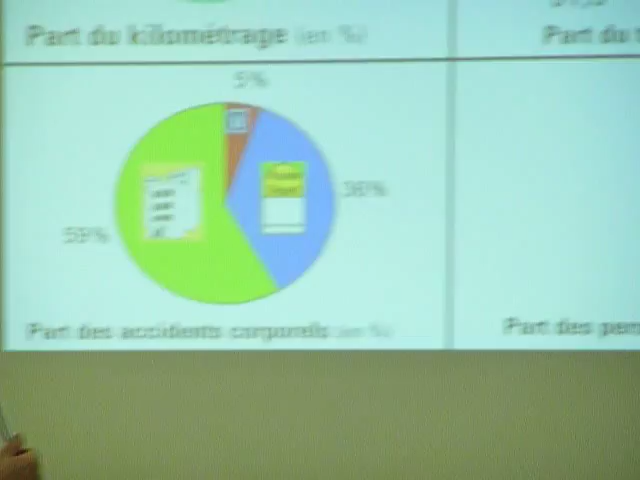 Part du kilométrage (en %)
Part du
5%
36%
59%
Part des accidents corporels (en %)
Part des